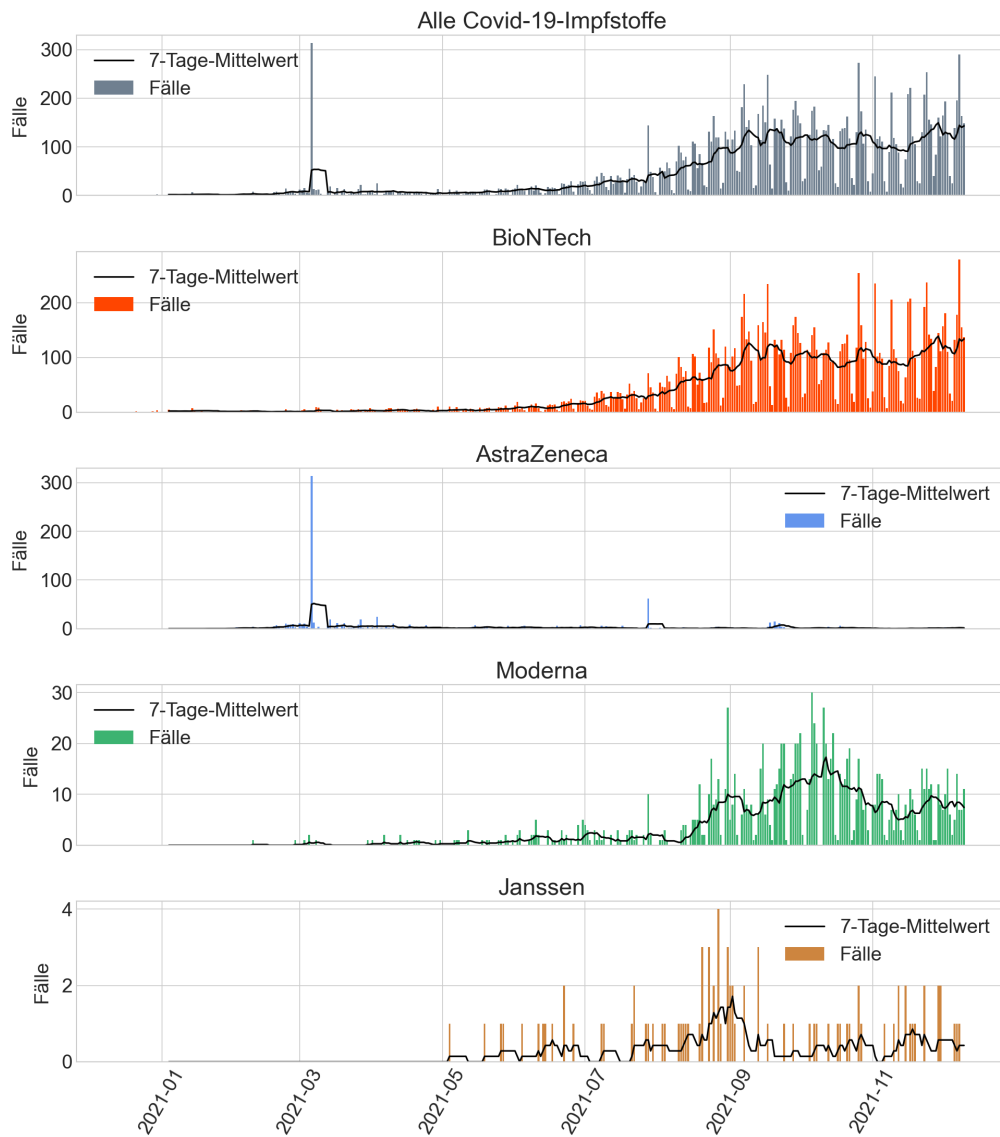 Alle Covid-19-Impfstoffe
300
200
100
0
Fälle
7-Tage-Mittelwert
Fälle
BioNTech
200
100
0
Fälle
7-Tage-Mittelwert
Fälle
AstraZeneca
300
200
100
0
Fälle
7-Tage-Mittelwert
Fälle
Moderna
30
20
10
0
Fälle
7-Tage-Mittelwert
Fälle
Janssen
4
2
0
Fälle
7-Tage-Mittelwert
Fälle
2021-01
2021-03
2021-05
2021-07
2021-09
2021-11